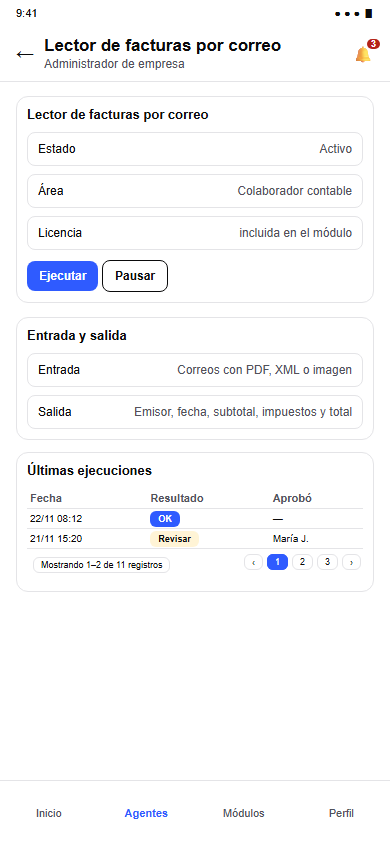 9:41
← Lector de facturas por correo
Administrador de empresa
3
Lector de facturas por correo
Estado Activo
Área Colaborador contable
Licencia incluida en el módulo
Ejecutar Pausar
Entrada y salida
Entrada Correos con PDF, XML o imagen
Salida Emisor, fecha, subtotal, impuestos y total
Últimas ejecuciones
Fecha Resultado Aprobó
22/11 08:12 OK —
21/11 15:20 Revisar María J.
Mostrando 1–2 de 11 registros ‹ 1 2 3 ›
Inicio Agentes Módulos Perfil